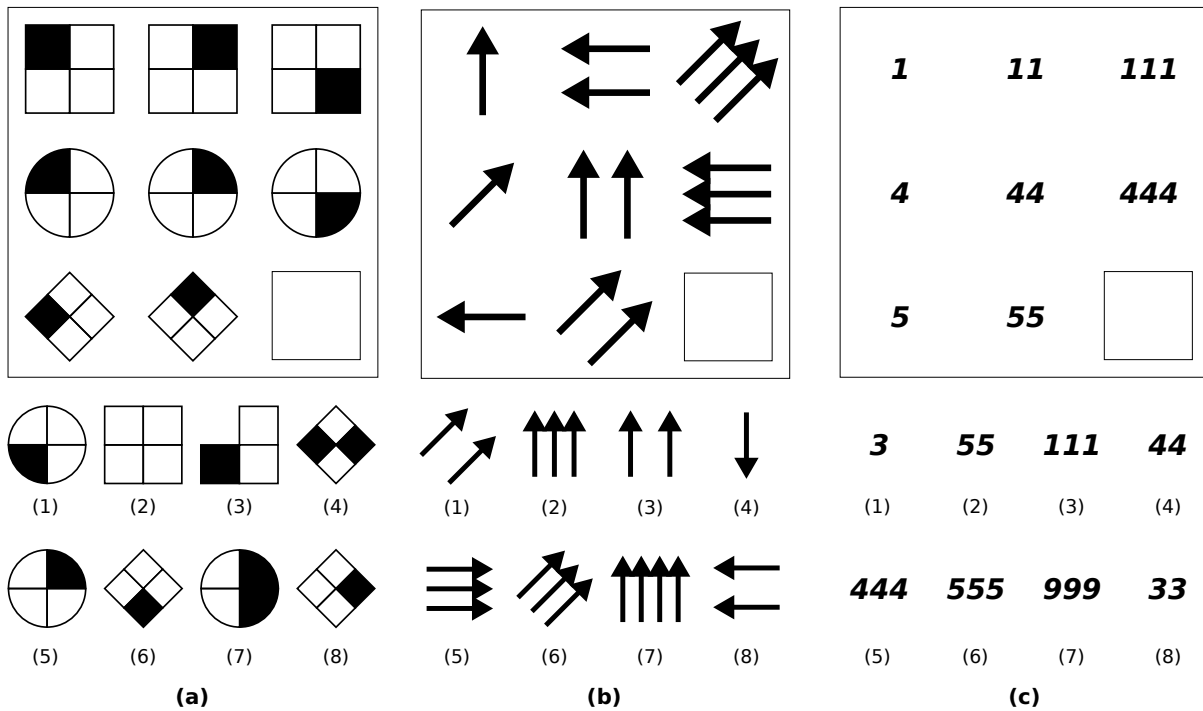 1 11 111
4 44 444
5 55
3 55 111 44
(1) (2) (3) (4) (1) (2) (3) (4) (1) (2) (3) (4)
444 555 999 33
(5) (6) (7) (8) (5) (6) (7) (8) (5) (6) (7) (8)
(a) (b) (c)